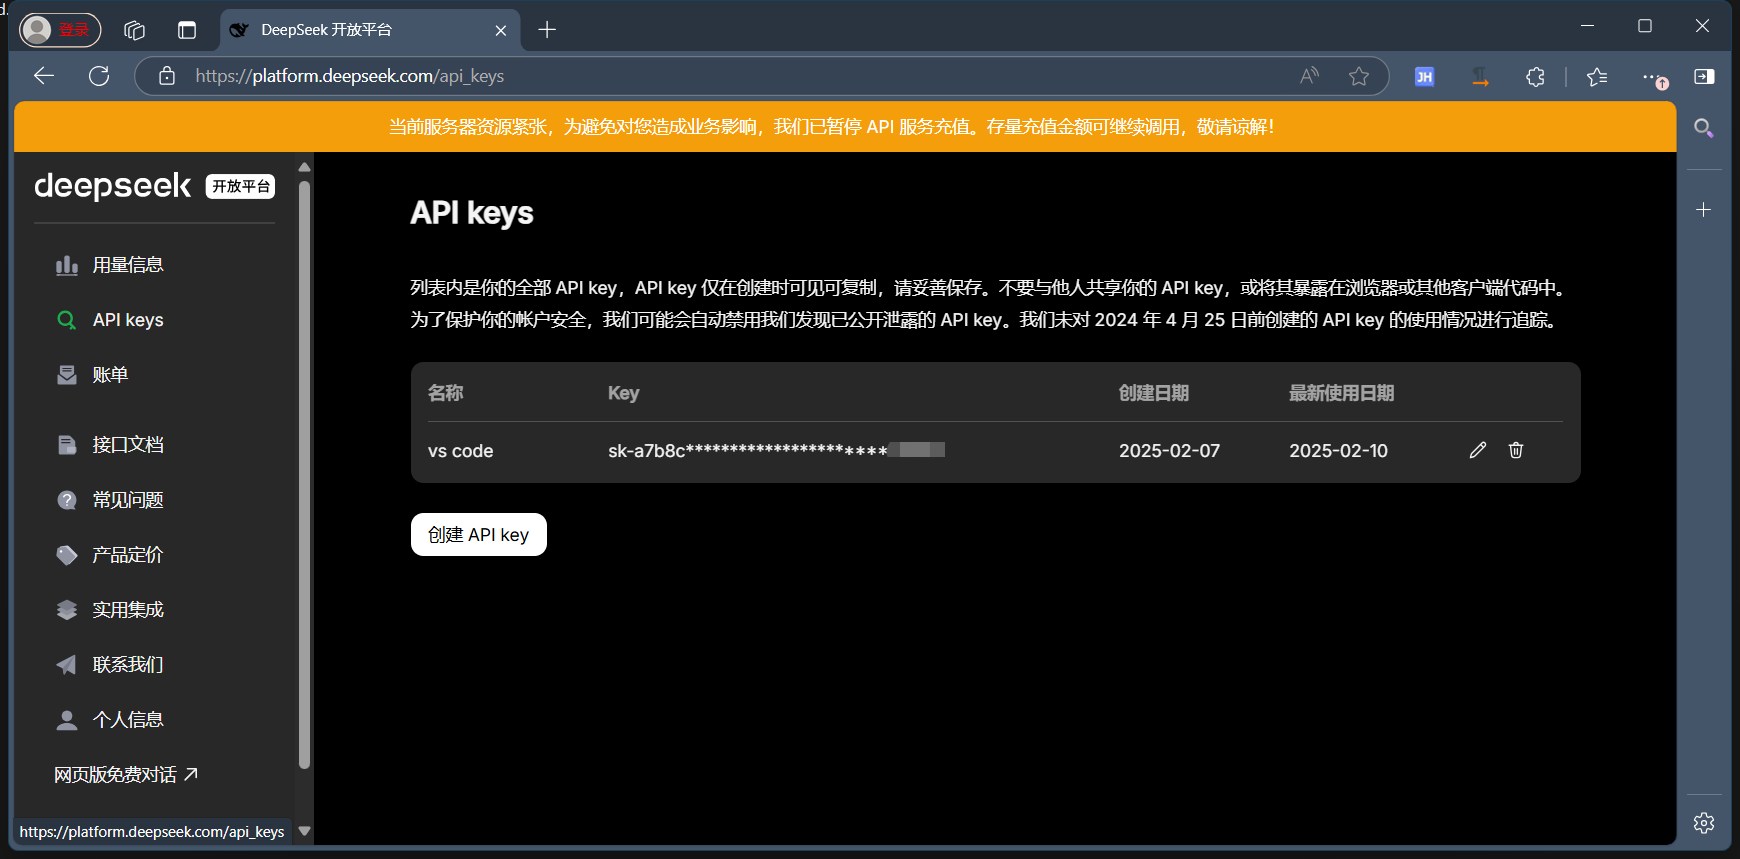 d.
登录
DeepSeek 开放平台
https://platform.deepseek.com/api_keys
JH
当前服务器资源紧张，为避免对您造成业务影响，我们已暂停 API 服务充值。存量充值金额可继续调用，敬请谅解！
deepseek 开放平台
用量信息
API keys
账单
接口文档
常见问题
产品定价
实用集成
联系我们
个人信息
网页版免费对话
https://platform.deepseek.com/api_keys
API keys
列表内是你的全部 API key，API key 仅在创建时可见可复制，请妥善保存。不要与他人共享你的 API key，或将其暴露在浏览器或其他客户端代码中。
为了保护你的帐户安全，我们可能会自动禁用我们发现已公开泄露的 API key。我们未对 2024 年 4 月 25 日前创建的 API key 的使用情况进行追踪。
名称 Key 创建日期 最新使用日期
vs code sk-a7b8c*********************** 2025-02-07 2025-02-10
创建 API key